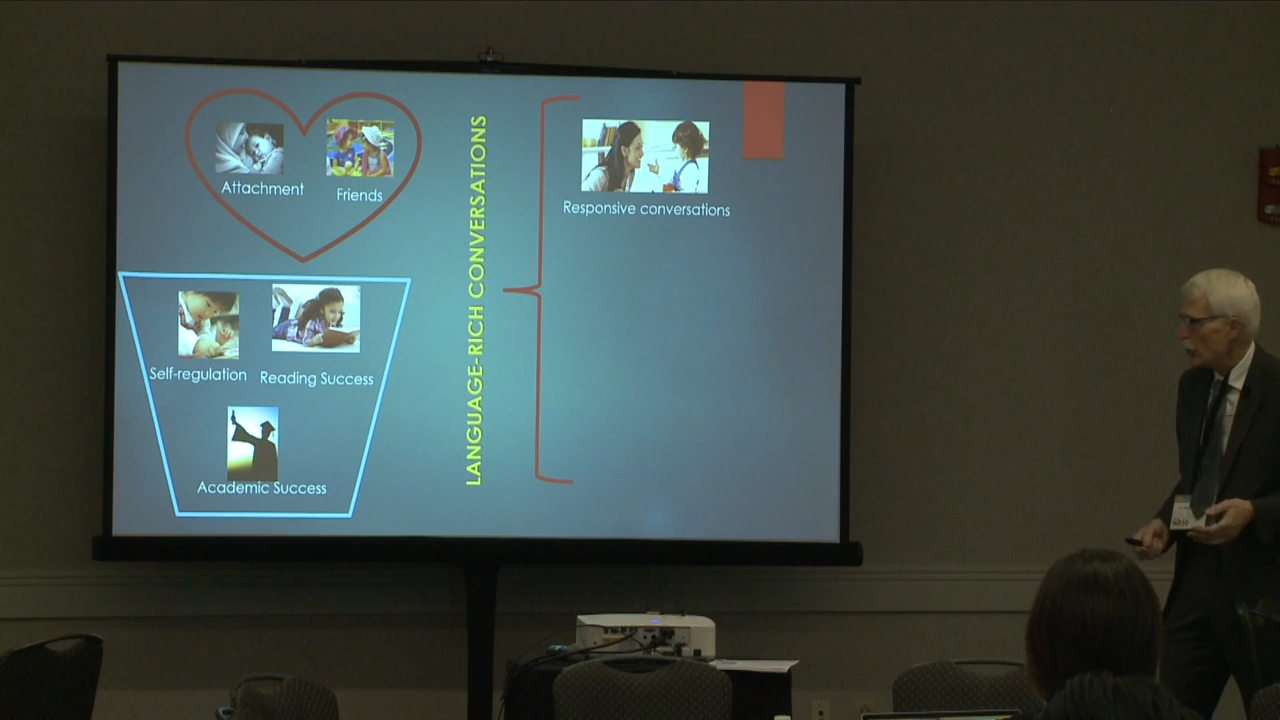 Attachment
Friends
Self-regulation
Reading Success
Academic Success
LANGUAGE-RICH CONVERSATIONS
Responsive conversations